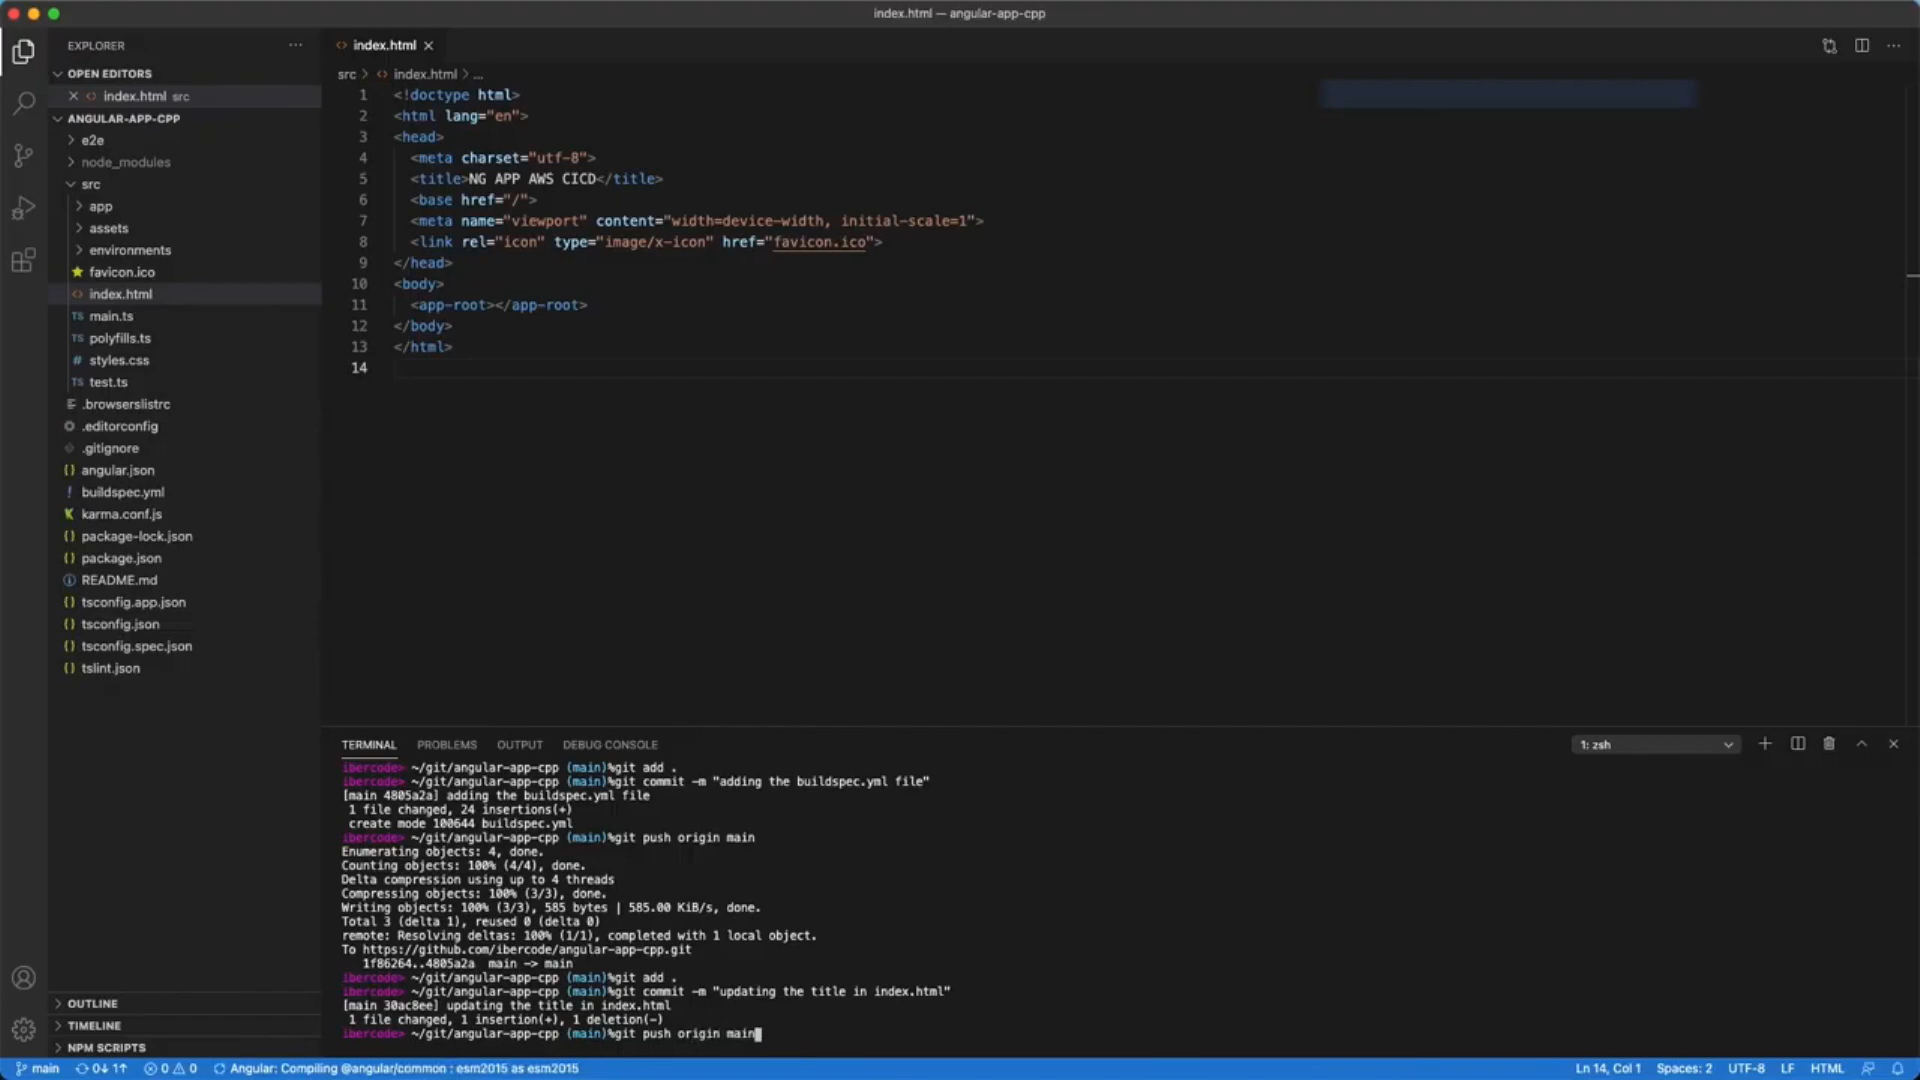 index.html — angular-app-cpp
EXPLORER
OPEN EDITORS
index.html src
ANGULAR-APP-CPP
e2e
node_modules
src
app
assets
environments
favicon.ico
index.html
main.ts
polyfills.ts
styles.css
test.ts
.browserslistrc
.editorconfig
.gitignore
angular.json
buildspec.yml
karma.conf.js
package-lock.json
package.json
README.md
tsconfig.app.json
tsconfig.json
tsconfig.spec.json
tslint.json
OUTLINE
TIMELINE
NPM SCRIPTS
index.html
src > index.html > ...
1 <!doctype html>
2 <html lang="en">
3 <head>
4 <meta charset="utf-8">
5 <title>NG APP AWS CICD</title>
6 <base href="/">
7 <meta name="viewport" content="width=device-width, initial-scale=1">
8 <link rel="icon" type="image/x-icon" href="favicon.ico">
9 </head>
10 <body>
11 <app-root></app-root>
12 </body>
13 </html>
14
TERMINAL PROBLEMS OUTPUT DEBUG CONSOLE 1: zsh
ibercode> ~/git/angular-app-cpp (main)%git add .
ibercode> ~/git/angular-app-cpp (main)%git commit -m "adding the buildspec.yml file"
[main 4805a2a] adding the buildspec.yml file
1 file changed, 24 insertions(+)
create mode 100644 buildspec.yml
ibercode> ~/git/angular-app-cpp (main)%git push origin main
Enumerating objects: 4, done.
Counting objects: 100% (4/4), done.
Delta compression using up to 4 threads
Compressing objects: 100% (3/3), done.
Writing objects: 100% (3/3), 585 bytes | 585.00 KiB/s, done.
Total 3 (delta 1), reused 0 (delta 0)
remote: Resolving deltas: 100% (1/1), completed with 1 local object.
To https://github.com/ibercode/angular-app-cpp.git
1f86264..4805a2a main -> main
ibercode> ~/git/angular-app-cpp (main)%git add .
ibercode> ~/git/angular-app-cpp (main)%git commit -m "updating the title in index.html"
[main 30ac8ee] updating the title in index.html
1 file changed, 1 insertion(+), 1 deletion(-)
ibercode> ~/git/angular-app-cpp (main)%git push origin main
main 0↓ 1↑ 0 0 Angular: Compiling @angular/common : esm2015 as esm2015 Ln 14, Col 1 Spaces: 2 UTF-8 LF HTML